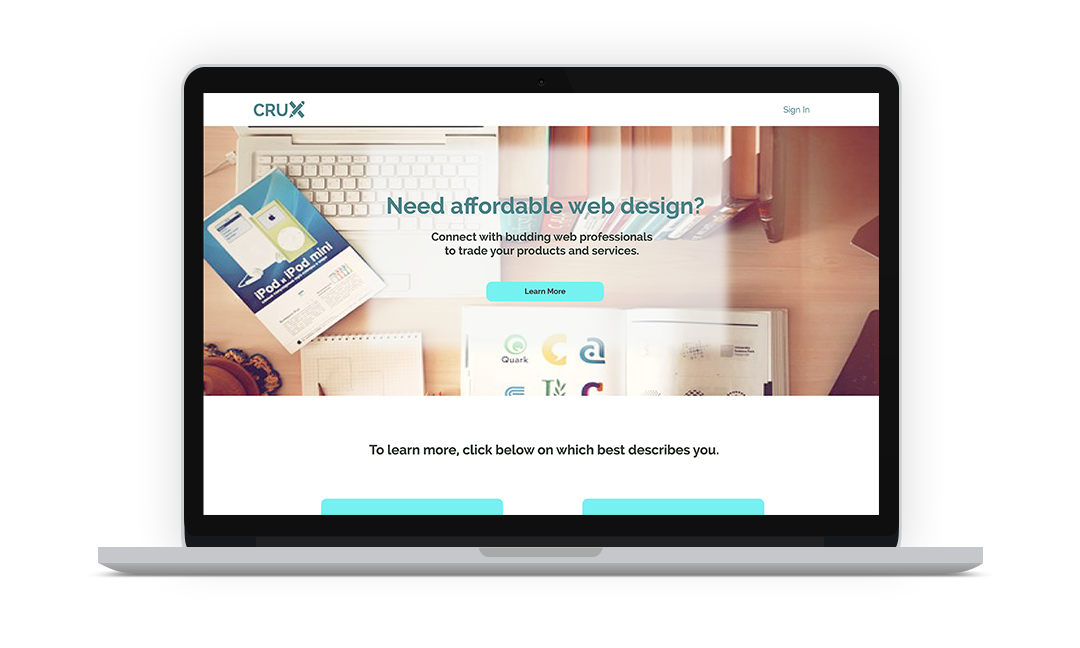 CRUX
Sign In
Need affordable web design?
Connect with budding web professionals
to trade your products and services.
Learn More
iPod и iPod mini
Quark
To learn more, click below on which best describes you.